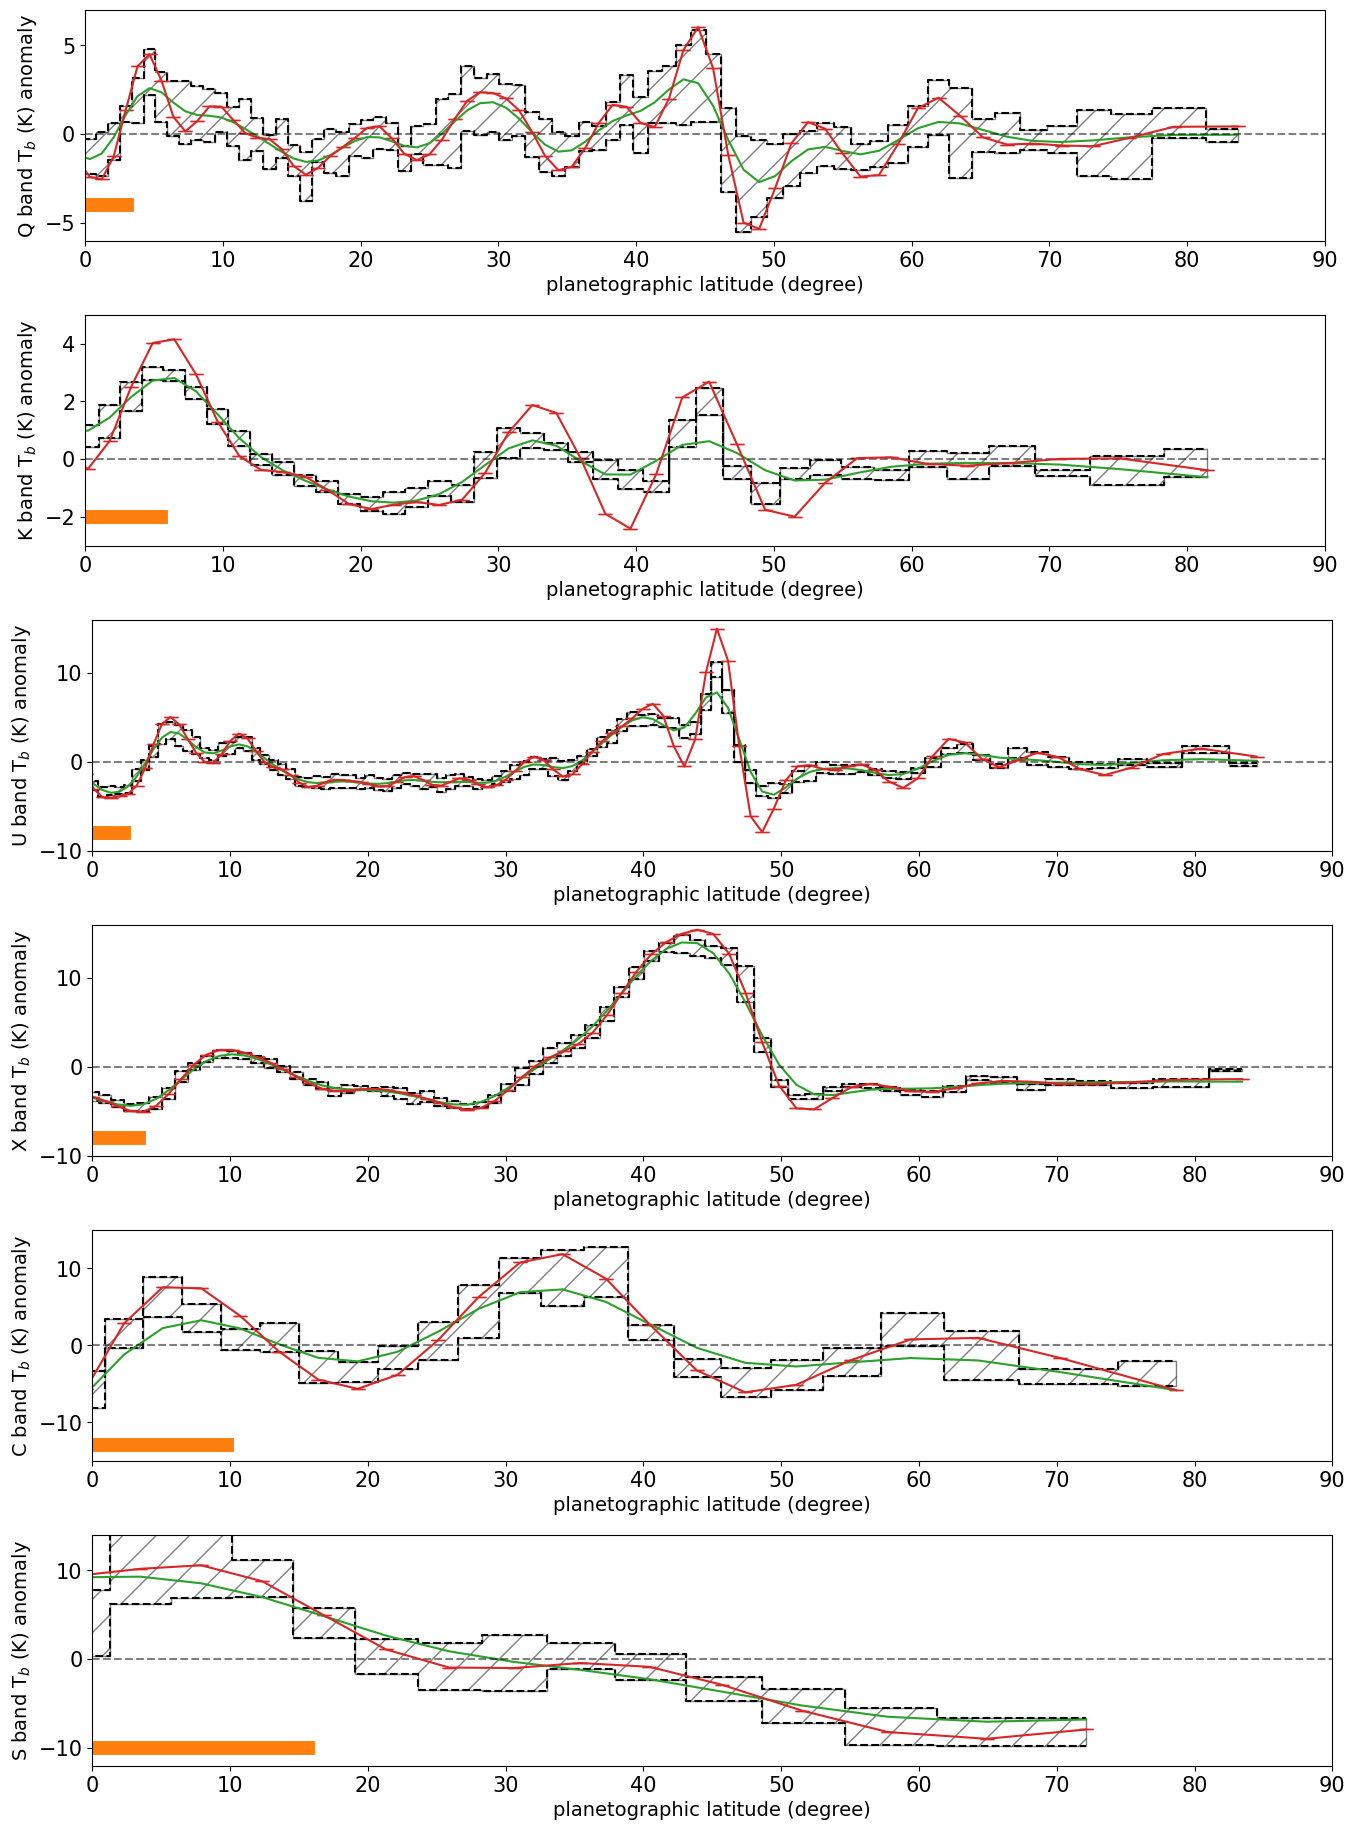 Q band T_b (K) anomaly
5
0
−5
0 10 20 30 40 50 60 70 80 90
planetographic latitude (degree)
K band T_b (K) anomaly
4
2
0
−2
0 10 20 30 40 50 60 70 80 90
planetographic latitude (degree)
U band T_b (K) anomaly
10
0
−10
0 10 20 30 40 50 60 70 80 90
planetographic latitude (degree)
X band T_b (K) anomaly
10
0
−10
0 10 20 30 40 50 60 70 80 90
planetographic latitude (degree)
C band T_b (K) anomaly
10
0
−10
0 10 20 30 40 50 60 70 80 90
planetographic latitude (degree)
S band T_b (K) anomaly
10
0
−10
0 10 20 30 40 50 60 70 80 90
planetographic latitude (degree)